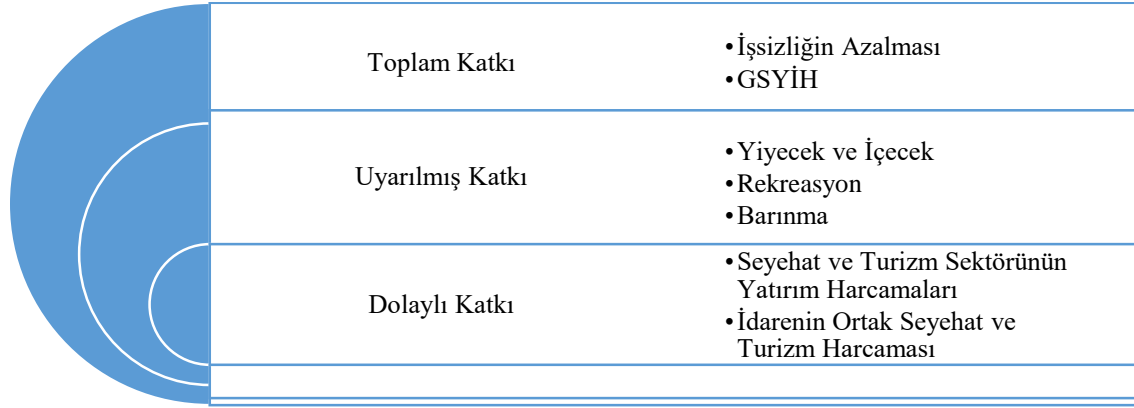 Toplam Katkı
•İşsizliğin Azalması
•GSYİH
Uyarılmış Katkı
•Yiyecek ve İçecek
•Rekreasyon
•Barınma
Dolaylı Katkı
•Seyehat ve Turizm Sektörünün
Yatırım Harcamaları
•İdarenin Ortak Seyehat ve
Turizm Harcaması